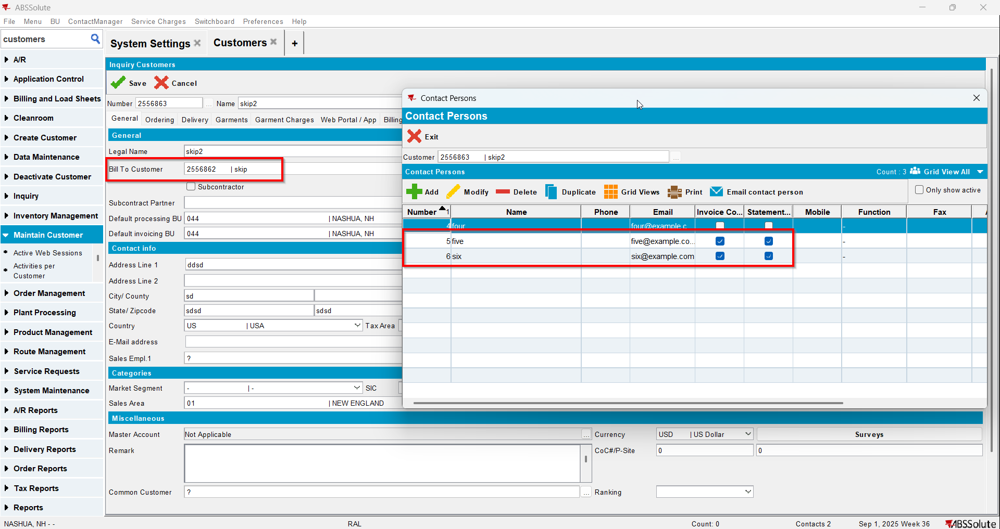 ABSSolute
File Menu BU ContactManager Service Charges Switchboard Preferences Help
customers
System Settings
Customers
+
A/R
Application Control
Billing and Load Sheets
Cleanroom
Create Customer
Data Maintenance
Deactivate Customer
Inquiry
Inventory Management
Maintain Customer
Active Web Sessions
Activities per
Customer
Order Management
Plant Processing
Product Management
Route Management
Service Requests
System Maintenance
A/R Reports
Billing Reports
Delivery Reports
Order Reports
Tax Reports
Reports
Inquiry Customers
Save Cancel
Number 2556863 ... Name skip2
General Ordering Delivery Garments Garment Charges Web Portal / App Billing
General
Legal Name skip2
Bill To Customer 2556862 | skip
Subcontractor
Subcontract Partner
Default processing BU 044 | NASHUA, NH
Default invoicing BU 044 | NASHUA, NH
Contact info
Address Line 1 ddsd
Address Line 2
City/ County sd
State/ Zipcode sdsd sdsd
Country US | USA Tax Area
E-Mail address
Sales Empl.1 ?
Categories
Market Segment - | - SIC
Sales Area 01 | NEW ENGLAND
Miscellaneous
Master Account Not Applicable ... Currency USD | US Dollar Surveys
Remark CoC#/P-Site 0 0
Common Customer ? ... Ranking
Contact Persons
Contact Persons
Exit
Customer 2556863 | skip2 ...
Contact Persons Count : 3 Grid View All
Add Modify Delete Duplicate Grid Views Print Email contact person Only show active
Number 1 Name Phone Email Invoice Co... Statement... Mobile Function Fax
4 four four@example.c -
5 five five@example.co... -
6 six six@example.com -
NASHUA, NH - - RAL Count: 0 Contacts 2 Sep 1, 2025 Week 36 ABSSolute